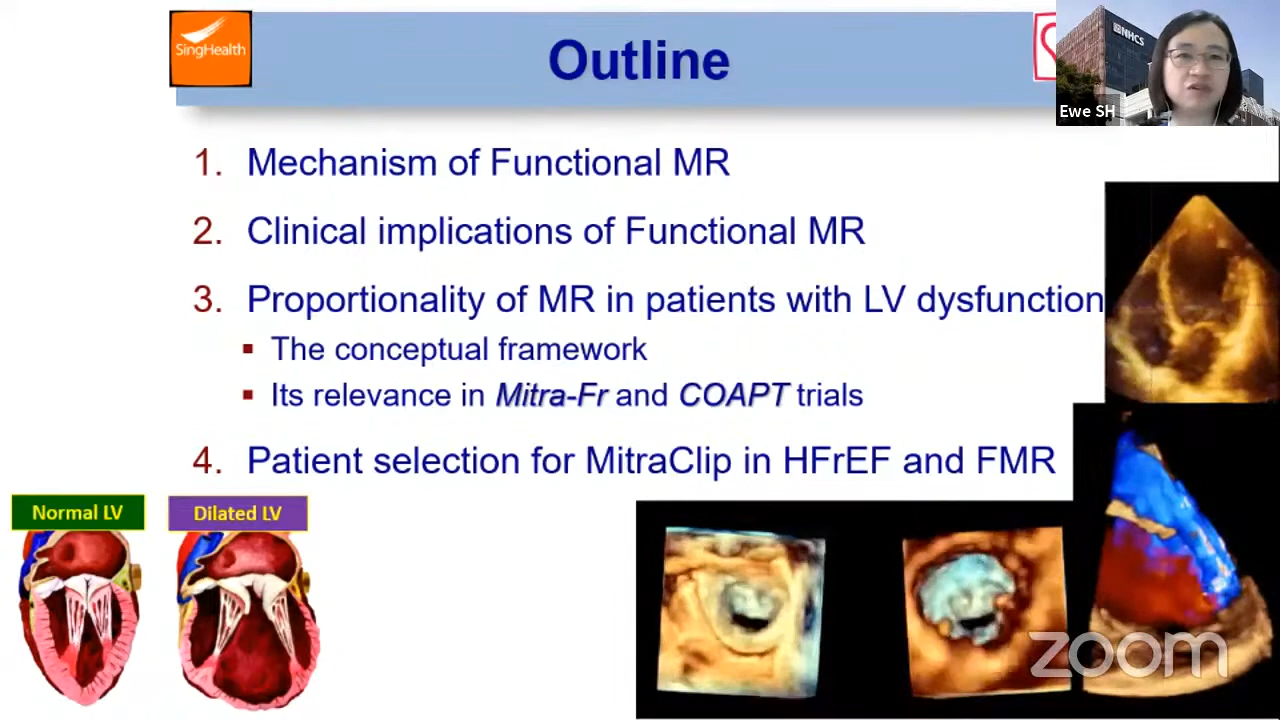 SingHealth
Outline
NHCS
Ewe SH
1. Mechanism of Functional MR
2. Clinical implications of Functional MR
3. Proportionality of MR in patients with LV dysfunction
▪ The conceptual framework
▪ Its relevance in Mitra-Fr and COAPT trials
4. Patient selection for MitraClip in HFrEF and FMR
Normal LV
Dilated LV
zoom